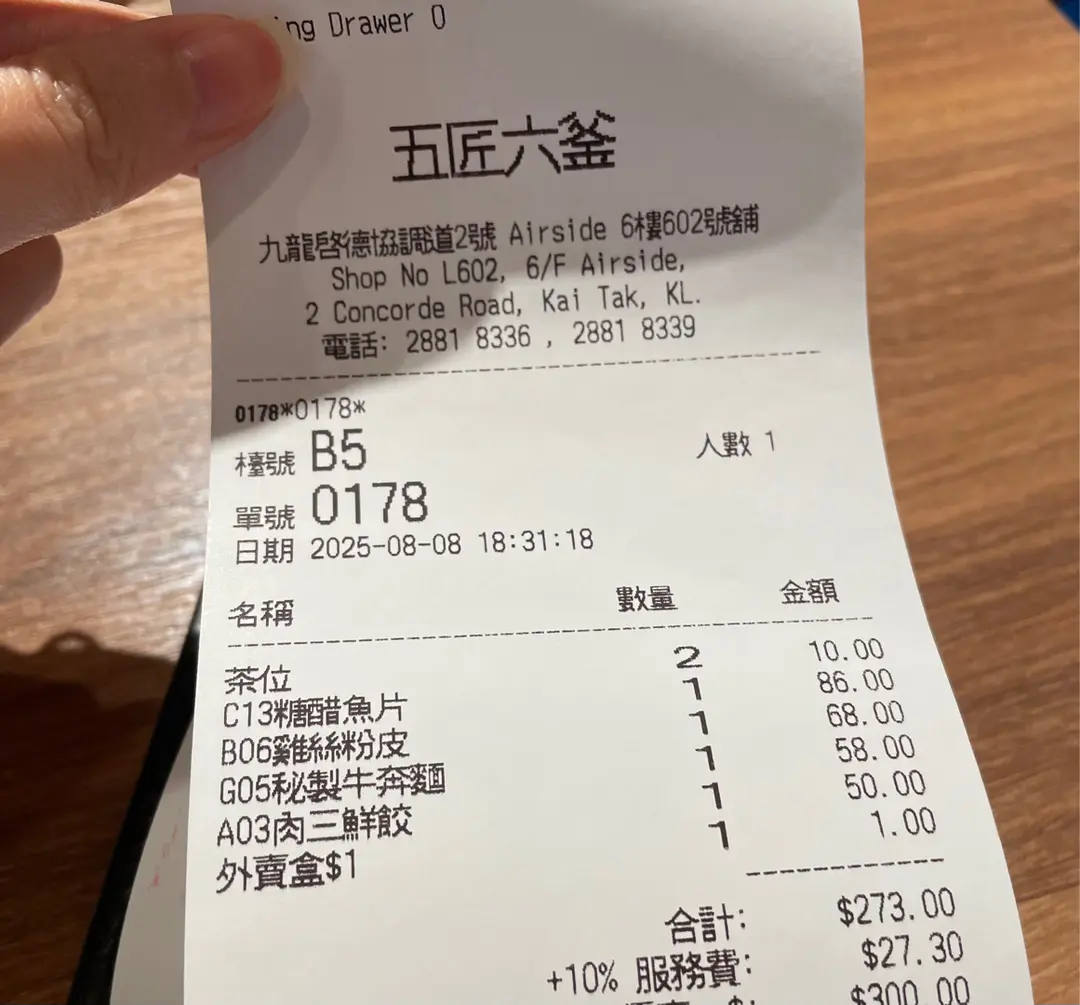 ng Drawer 0
五匠六釜
九龍啓德協調道2號 Airside 6樓602號舖
Shop No L602, 6/F Airside,
2 Concorde Road, Kai Tak, KL.
電話: 2881 8336 , 2881 8339
0178*0178*
檯號 B5 人數 1
單號 0178
日期 2025-08-08 18:31:18
名稱 數量 金額
茶位 2 10.00
C13糖醋魚片 1 86.00
B06雞絲粉皮 1 68.00
G05秘製牛奔麵 1 58.00
A03肉三鮮餃 1 50.00
外賣盒$1 1 1.00
合計: $273.00
+10% 服務費: $27.30
$300.00